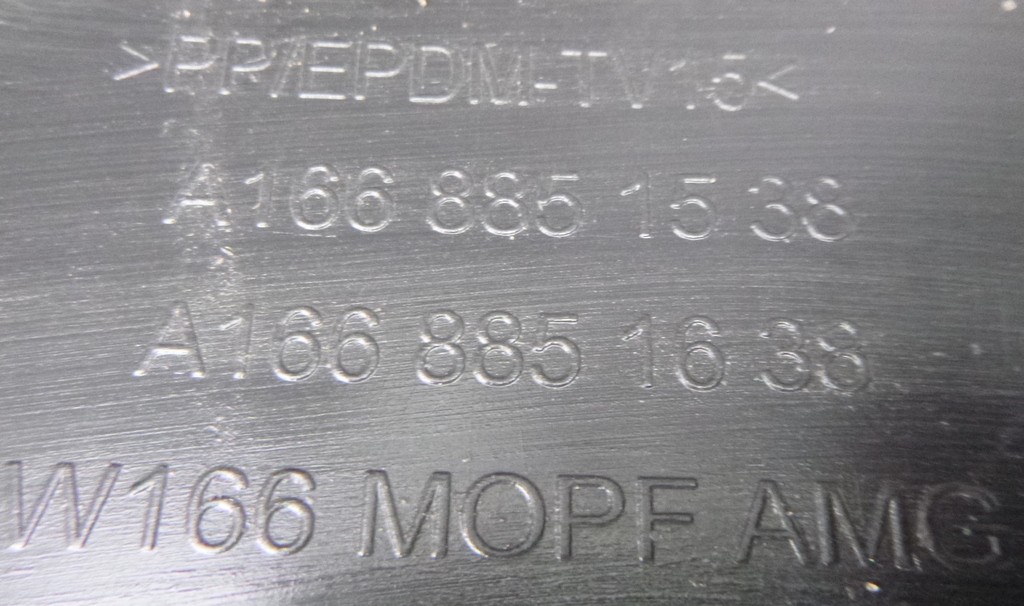 >PP/EPDM-TV15<
A166 885 15 38
A166 885 16 38
W166 MOPF AMG